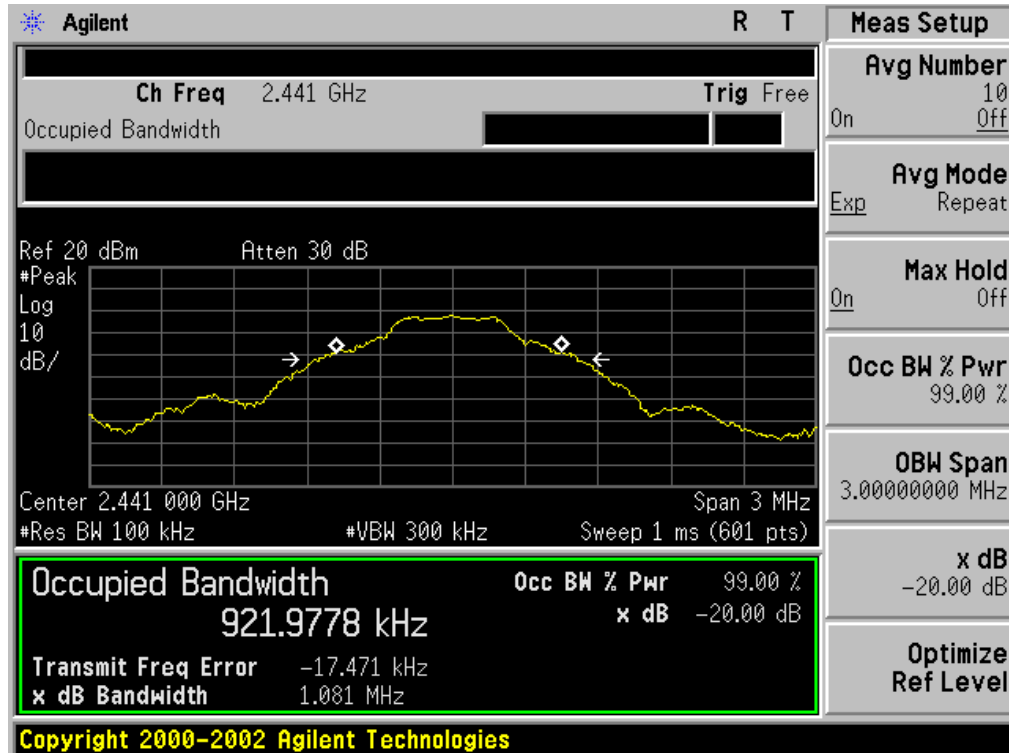 Agilent R T
Ch Freq 2.441 GHz Trig Free
Occupied Bandwidth
Ref 20 dBm Atten 30 dB
#Peak
Log
10
dB/
Center 2.441 000 GHz Span 3 MHz
#Res BW 100 kHz #VBW 300 kHz Sweep 1 ms (601 pts)
Occupied Bandwidth
921.9778 kHz
Occ BW % Pwr 99.00 %
x dB -20.00 dB
Transmit Freq Error -17.471 kHz
x dB Bandwidth 1.081 MHz
Copyright 2000-2002 Agilent Technologies
Meas Setup
Avg Number
10
On Off
Avg Mode
Exp Repeat
Max Hold
On Off
Occ BW % Pwr
99.00 %
OBW Span
3.00000000 MHz
x dB
-20.00 dB
Optimize
Ref Level